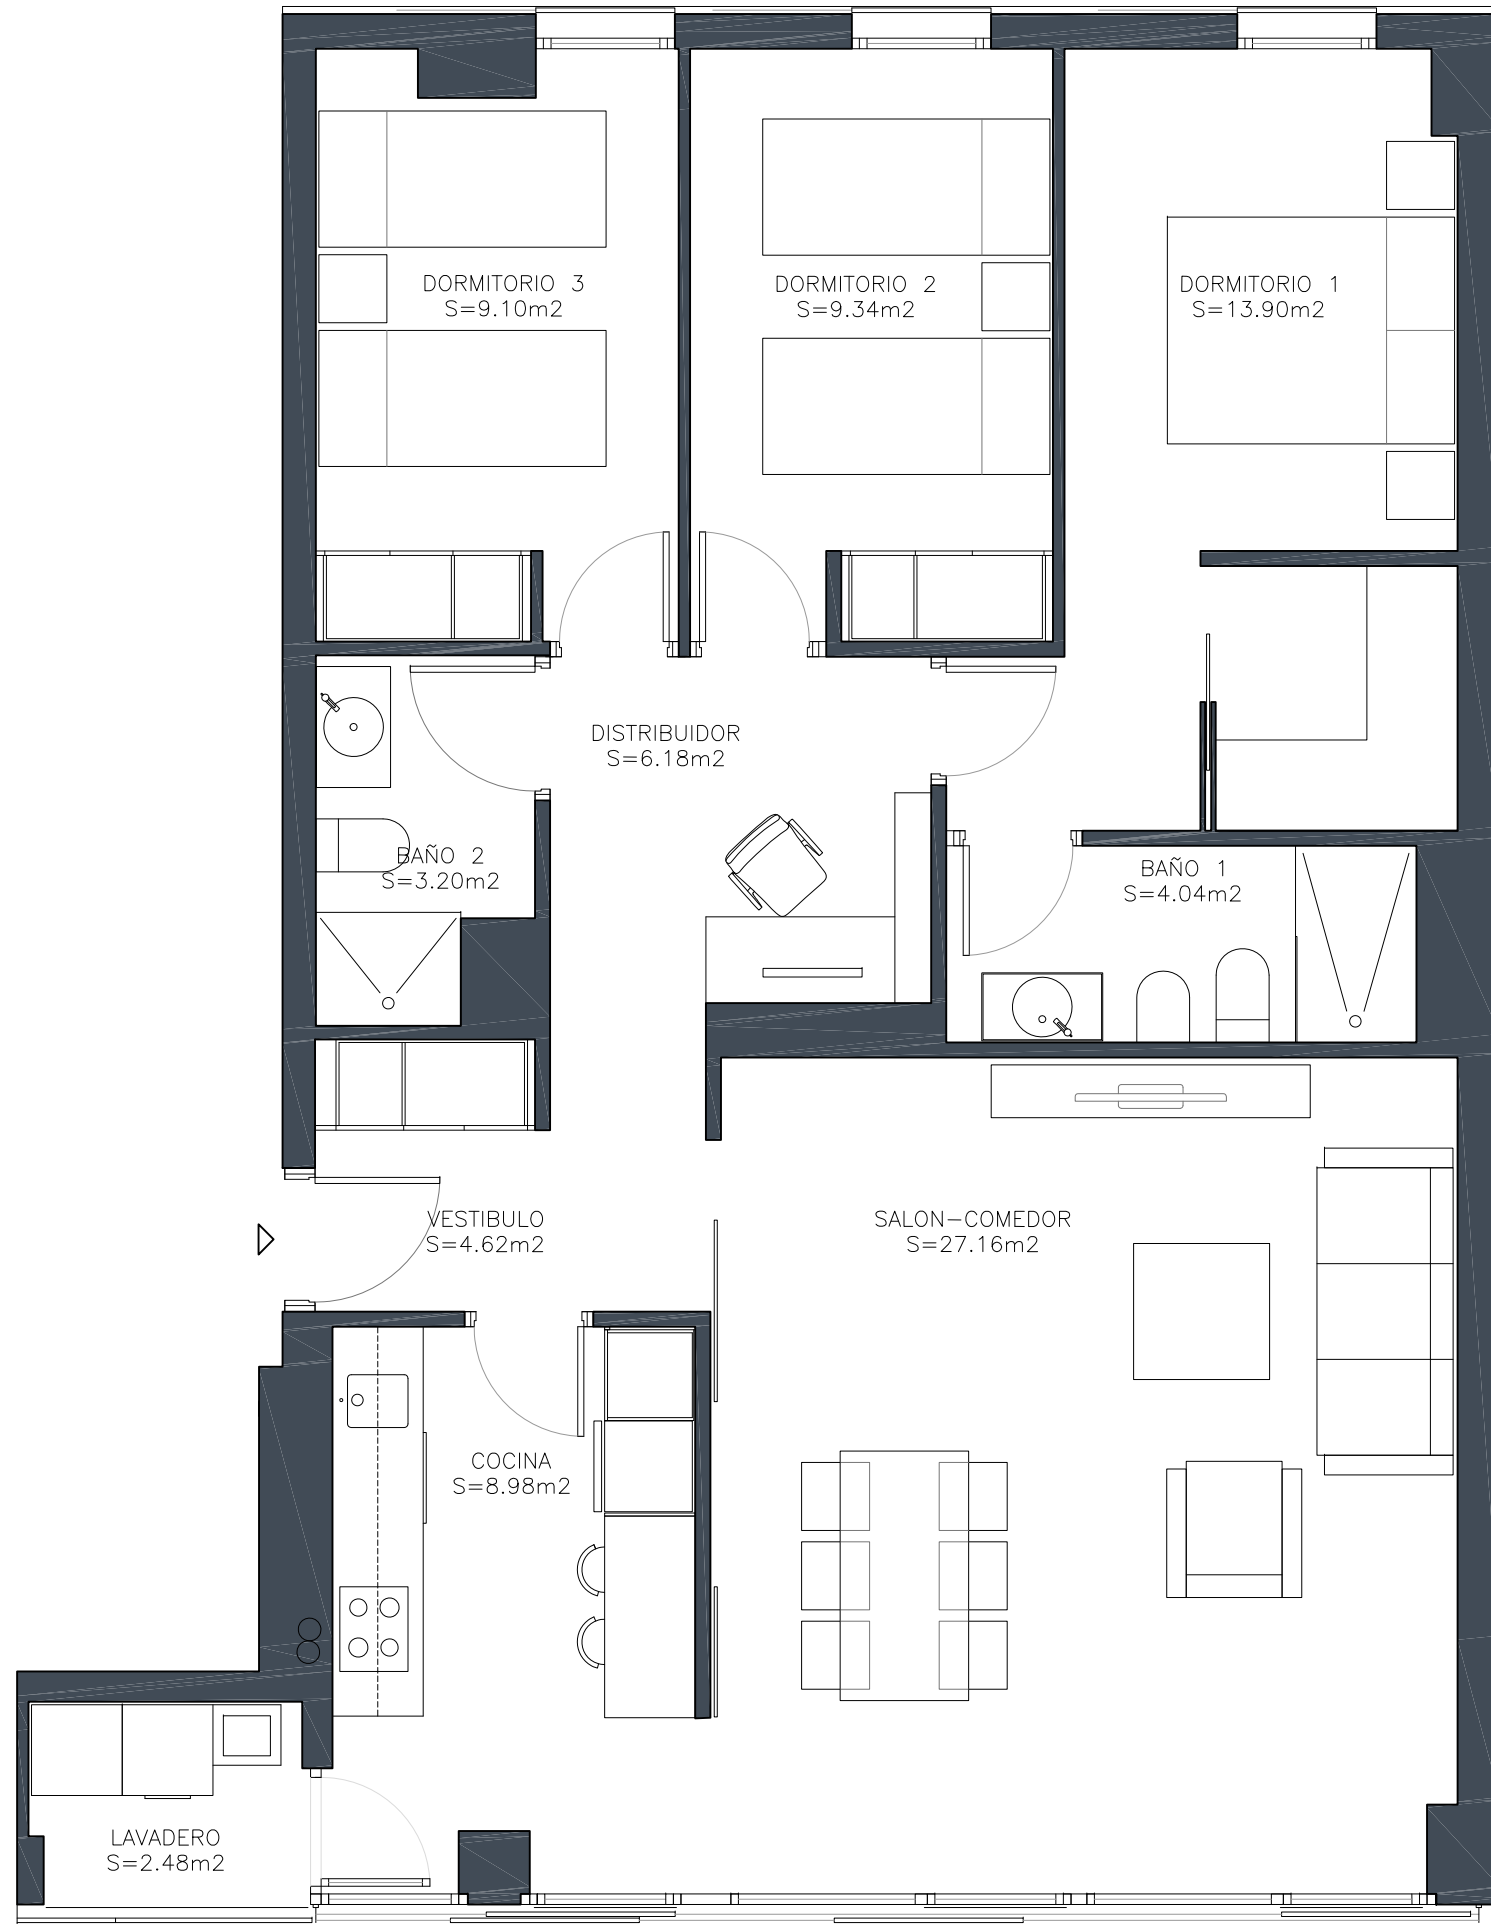 DORMITORIO 3
S=9.10m2
DORMITORIO 2
S=9.34m2
DORMITORIO 1
S=13.90m2
DISTRIBUIDOR
S=6.18m2
BAÑO 2
S=3.20m2
BAÑO 1
S=4.04m2
VESTIBULO
S=4.62m2
SALON-COMEDOR
S=27.16m2
COCINA
S=8.98m2
LAVADERO
S=2.48m2